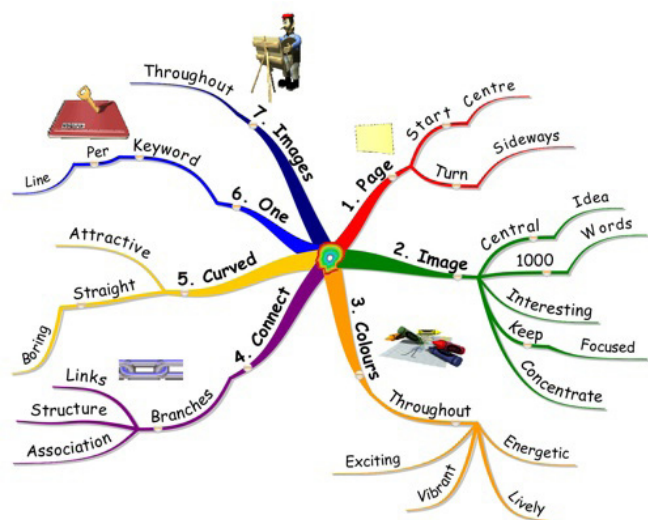 1. Page
Start
Centre
Turn
Sideways
2. Image
Central
Idea
1000
Words
Interesting
Keep
Focused
Concentrate
3. Colours
Throughout
Energetic
Lively
Vibrant
Exciting
4. Connect
Branches
Links
Structure
Association
5. Curved
Attractive
Straight
Boring
6. One
Keyword
Per
Line
7. Images
Throughout